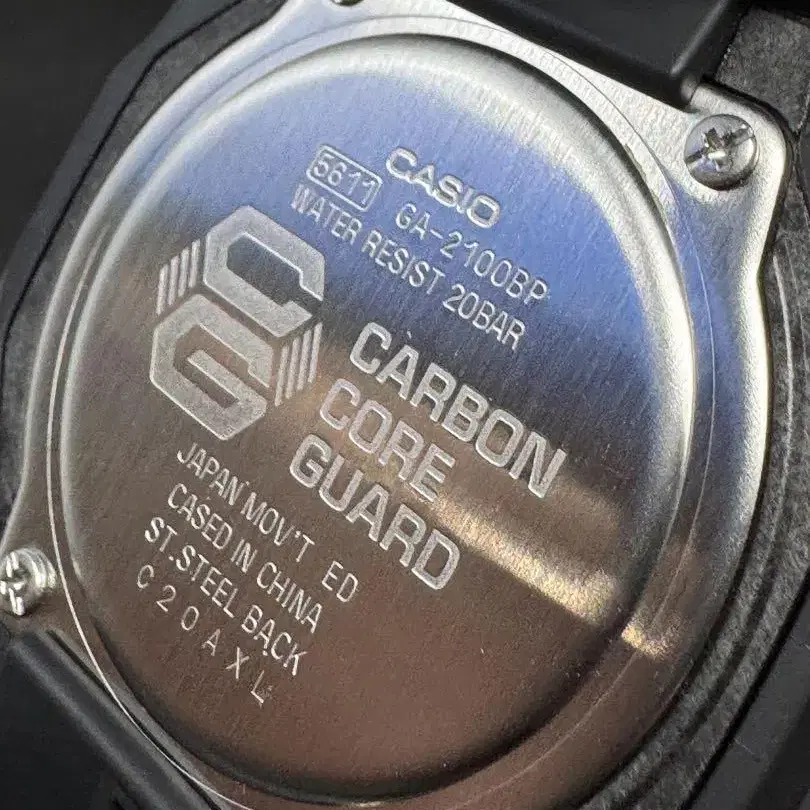 CASIO
5611 GA-2100BP
WATER RESIST 20BAR
CG
CARBON
CORE
GUARD
JAPAN MOV'T ED
CASED IN CHINA
ST.STEEL BACK
C20AXL